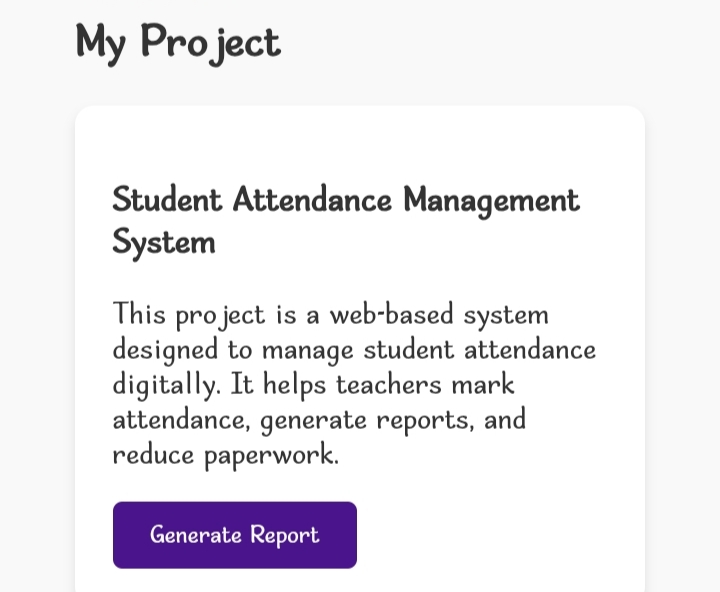 My Project
Student Attendance Management
System
This project is a web-based system
designed to manage student attendance
digitally. It helps teachers mark
attendance, generate reports, and
reduce paperwork.
Generate Report